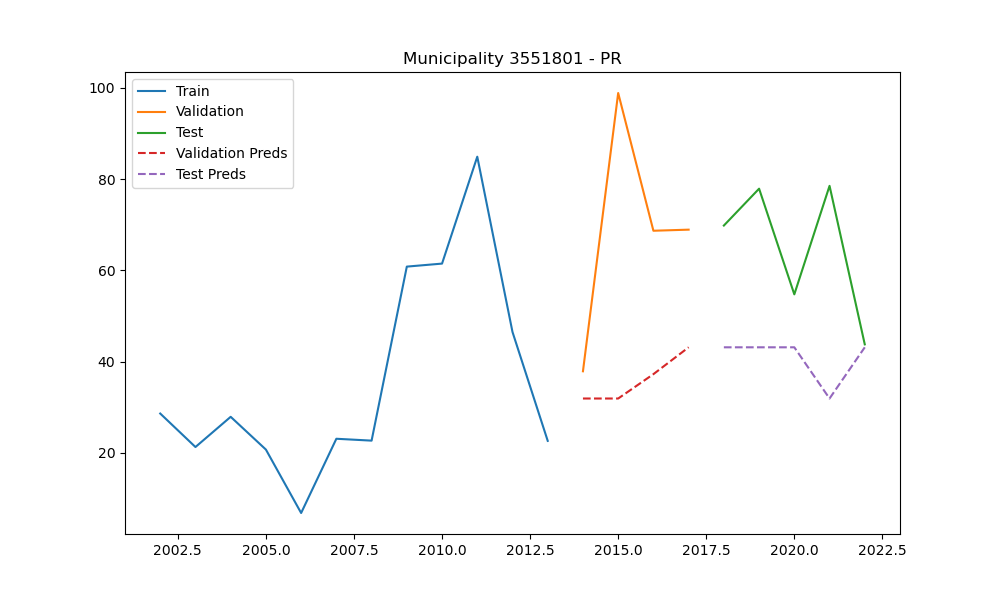 Municipality 3551801 - PR
100
80
60
40
20
Train
Validation
Test
Validation Preds
Test Preds
2002.5 2005.0 2007.5 2010.0 2012.5 2015.0 2017.5 2020.0 2022.5